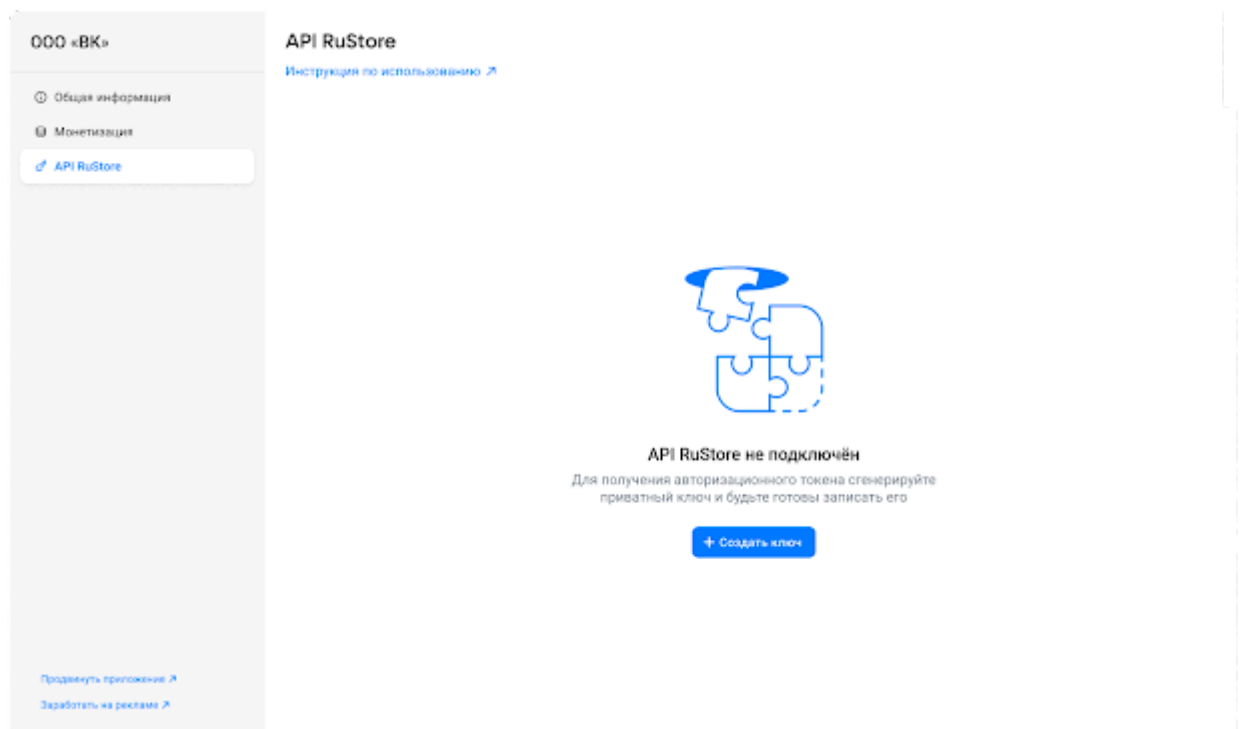 ООО «ВК»
Общая информация
Монетизация
API RuStore
Продвинуть приложение
Заработать на рекламе
API RuStore
Инструкция по использованию
API RuStore не подключён
Для получения авторизационного токена сгенерируйте
приватный ключ и будьте готовы записать его
+ Создать ключ